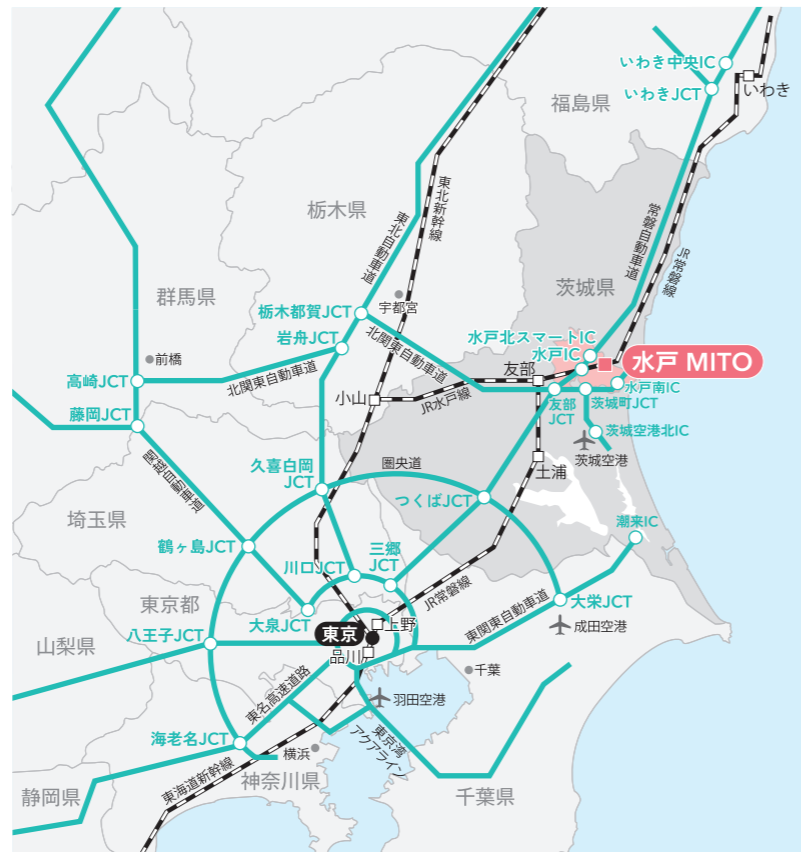 いわき中央IC
いわき
いわきJCT
福島県
栃木県
東北新幹線
東北自動車道
常磐自動車道
JR常磐線
茨城県
群馬県
宇都宮
栃木都賀JCT
岩舟JCT
北関東自動車道
水戸北スマートIC
水戸IC
水戸 MITO
前橋
高崎JCT
北関東自動車道
友部
水戸南IC
小山
JR水戸線
友部
JCT
茨城町JCT
藤岡JCT
茨城空港北IC
茨城空港
関越自動車道
久喜白岡
JCT
圏央道
土浦
つくばJCT
埼玉県
潮来IC
鶴ヶ島JCT
三郷
JCT
川口JCT
JR常磐線
東京都
大泉JCT
上野
東関東自動車道
大栄JCT
成田空港
山梨県
八王子JCT
東京
品川
千葉
東名高速道路
羽田空港
海老名JCT
横浜
東京湾
アクアライン
東海道新幹線
神奈川県
静岡県
千葉県